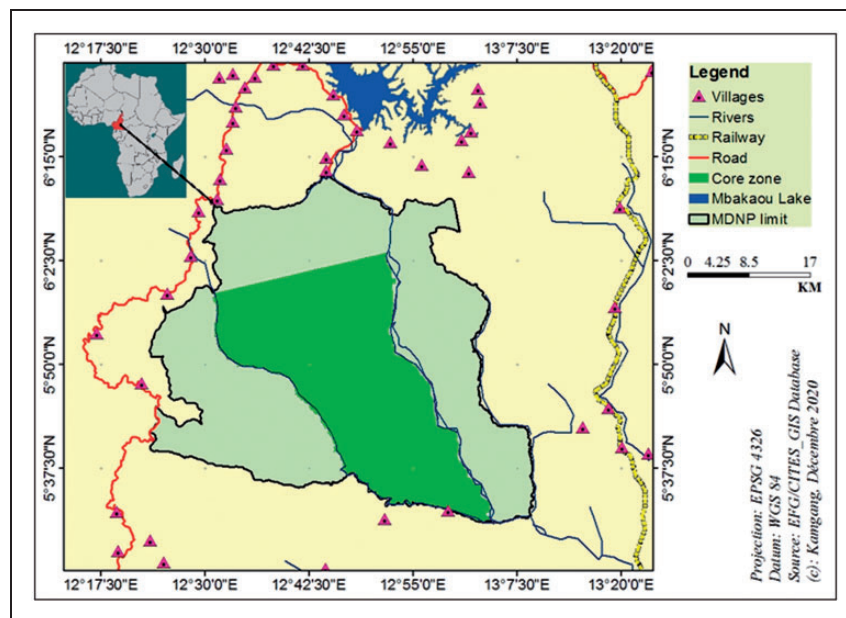 12°17'30"E 12°30'0"E 12°42'30"E 12°55'0"E 13°7'30"E 13°20'0"E
Legend
Villages
Rivers
Railway
Road
Core zone
Mbakaou Lake
MDNP limit
6°15'0"N 6°15'0"N
6°2'30"N 6°2'30"N
0 4.25 8.5 17
KM
N
5°50'0"N 5°50'0"N
5°37'30"N 5°37'30"N
Projection: EPSG 4326
Datum: WGS 84
Source: EFG/CITES_GIS Database
(c): Kamgang, Décembre 2020
12°17'30"E 12°30'0"E 12°42'30"E 12°55'0"E 13°7'30"E 13°20'0"E